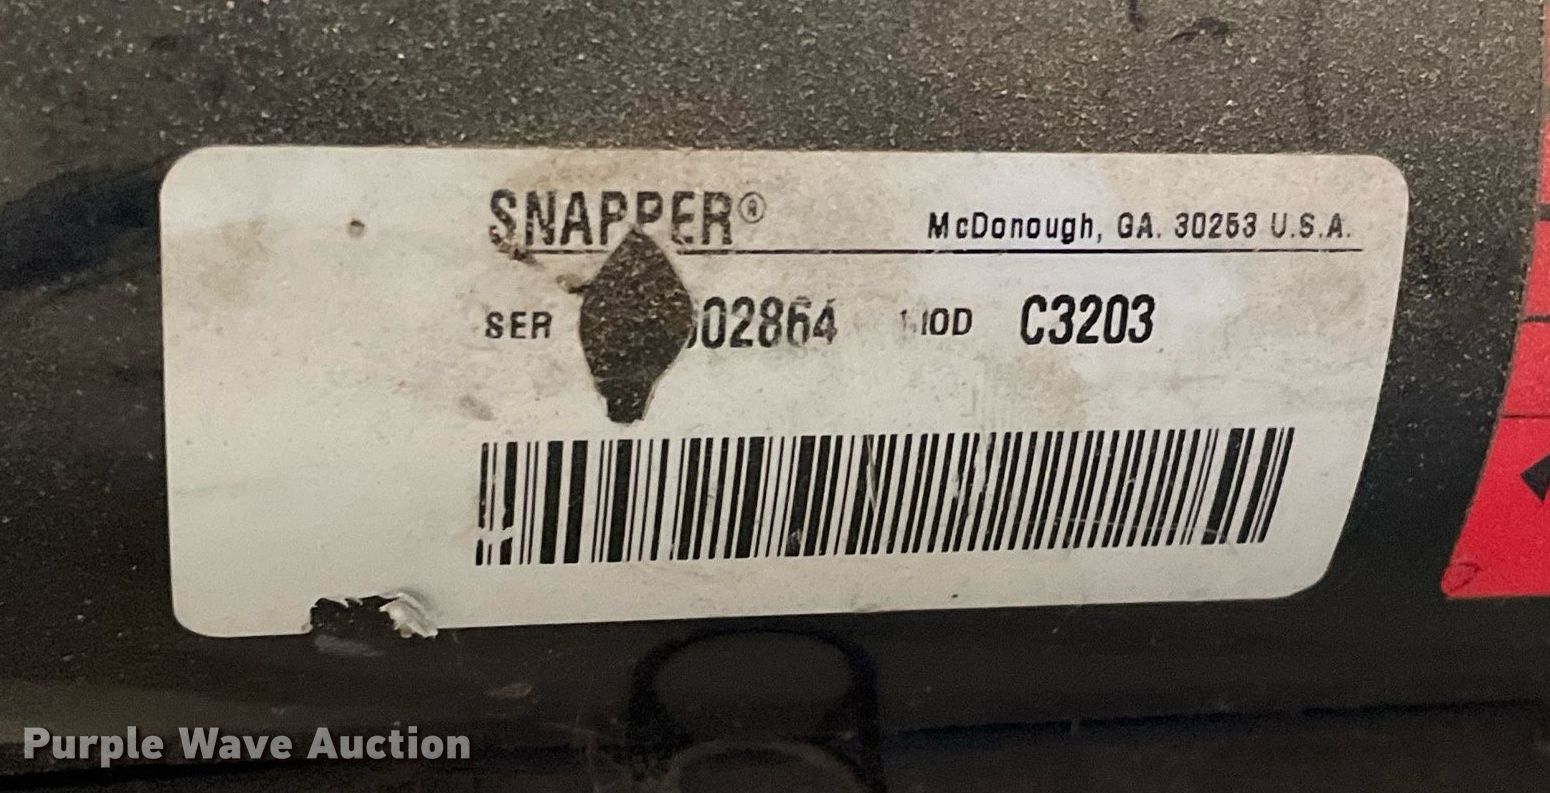 SNAPPER®
McDonough, GA. 30253 U.S.A.
SER 02864 MOD C3203
Purple Wave Auction